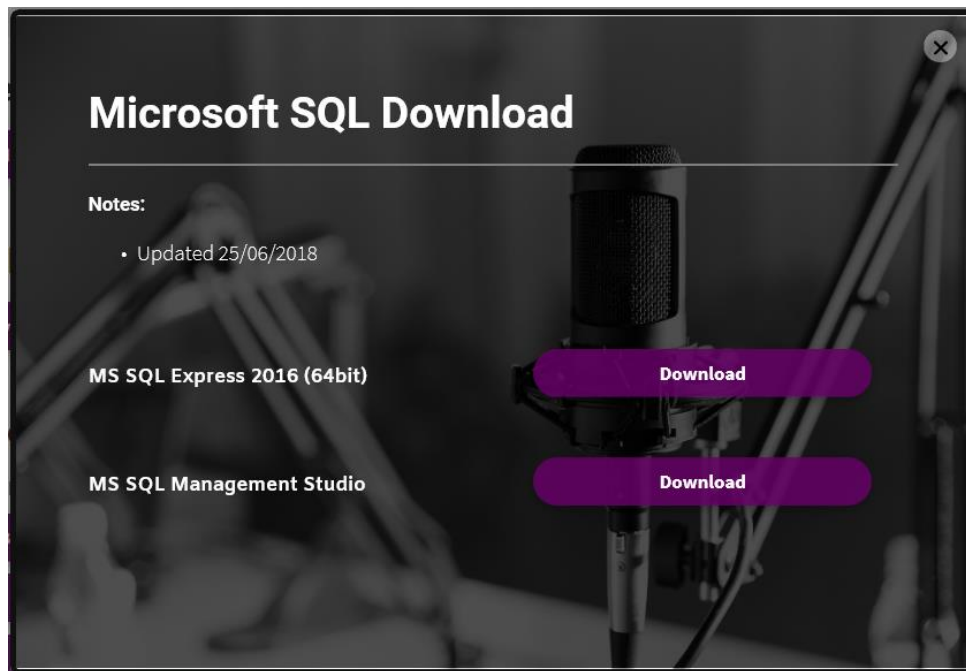 Microsoft SQL Download
Notes:
• Updated 25/06/2018
MS SQL Express 2016 (64bit)
Download
MS SQL Management Studio
Download